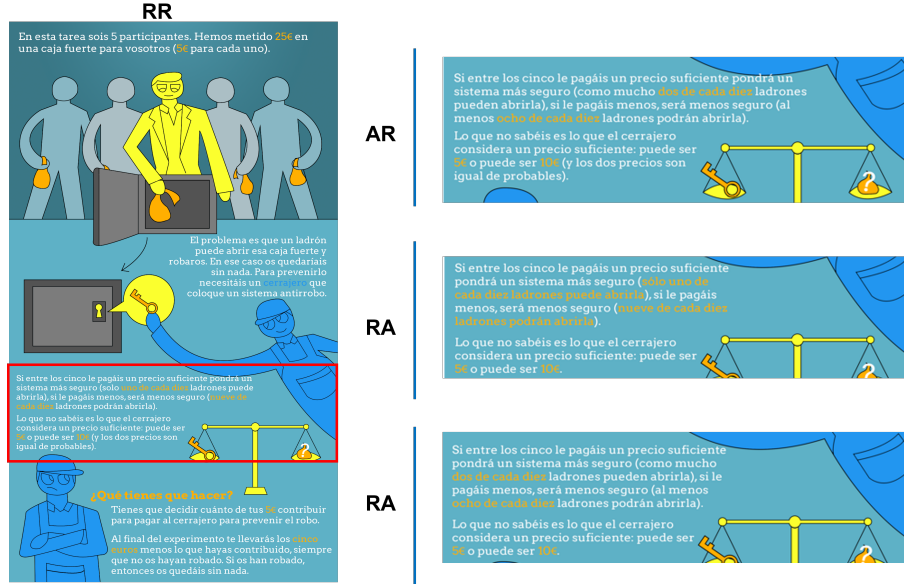 RR
En esta tarea sois 5 participantes. Hemos metido 25€ en
una caja fuerte para vosotros (5€ para cada uno).
El problema es que un ladrón
puede abrir esa caja fuerte y
robaros. En ese caso os quedaríais
sin nada. Para prevenirlo
necesitáis un cerrajero que
coloque un sistema antirrobo.
Si entre los cinco le pagáis un precio suficiente pondrá un
sistema más seguro (solo uno de cada diez ladrones puede
abrirla), si le pagáis menos, será menos seguro (nueve de
cada diez ladrones podrán abrirla).
Lo que no sabéis es lo que el cerrajero
considera un precio suficiente: puede ser
5€ o puede ser 10€ (y los dos precios son
igual de probables).
?
¿Qué tienes que hacer?
Tienes que decidir cuánto de tus 5€ contribuir
para pagar al cerrajero para prevenir el robo.
Al final del experimento te llevarás los cinco
euros menos lo que hayas contribuido, siempre
que no os hayan robado. Si os han robado,
entonces os quedáis sin nada.
AR
Si entre los cinco le pagáis un precio suficiente pondrá un
sistema más seguro (como mucho dos de cada diez ladrones
pueden abrirla), si le pagáis menos, será menos seguro (al
menos ocho de cada diez ladrones podrán abrirla).
Lo que no sabéis es lo que el cerrajero
considera un precio suficiente: puede ser
5€ o puede ser 10€ (y los dos precios son
igual de probables).
?
RA
Si entre los cinco le pagáis un precio suficiente
pondrá un sistema más seguro (sólo uno de
cada diez ladrones puede abrirla), si le pagáis
menos, será menos seguro (nueve de cada diez
ladrones podrán abrirla).
Lo que no sabéis es lo que el cerrajero
considera un precio suficiente: puede ser
5€ o puede ser 10€.
RA
Si entre los cinco le pagáis un precio suficiente
pondrá un sistema más seguro (como mucho
dos de cada diez ladrones pueden abrirla), si le
pagáis menos, será menos seguro (al menos
ocho de cada diez ladrones podrán abrirla).
Lo que no sabéis es lo que el cerrajero
considera un precio suficiente: puede ser
5€ o puede ser 10€.
?